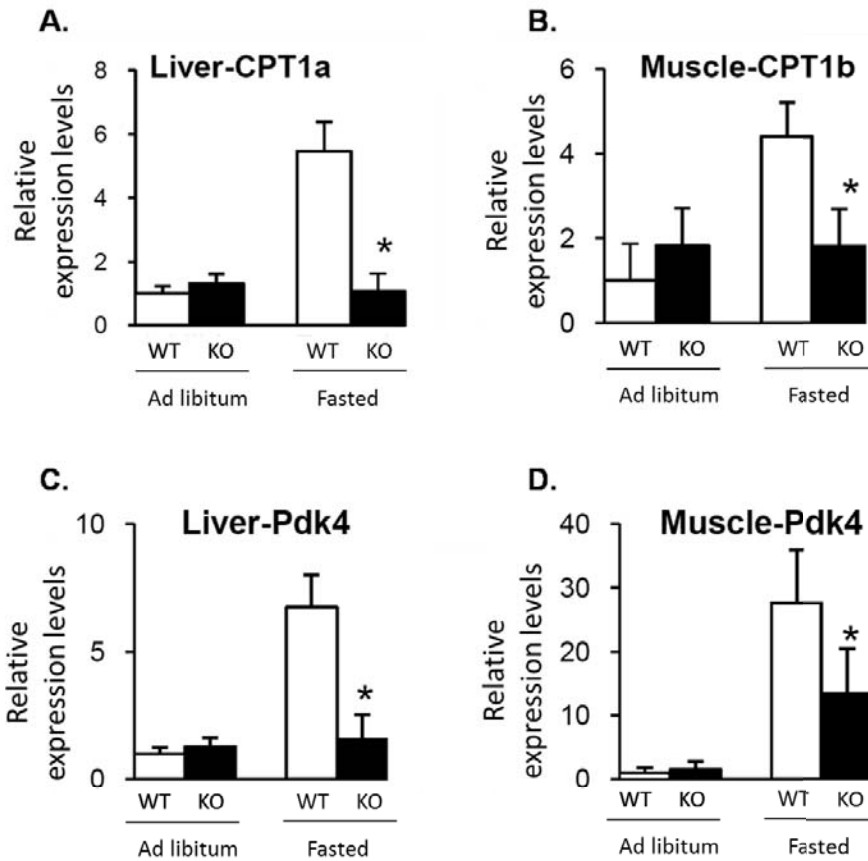 A.
Liver-CPT1a
Relative
expression levels
8
6
4
2
0
*
WT KO WT KO
Ad libitum Fasted
B.
Muscle-CPT1b
Relative
expression levels
6
4
2
0
*
WT KO WT KO
Ad libitum Fasted
C.
Liver-Pdk4
Relative
expression levels
10
5
0
*
WT KO WT KO
Ad libitum Fasted
D.
Muscle-Pdk4
Relative
expression levels
40
30
20
10
0
*
WT KO WT KO
Ad libitum Fasted